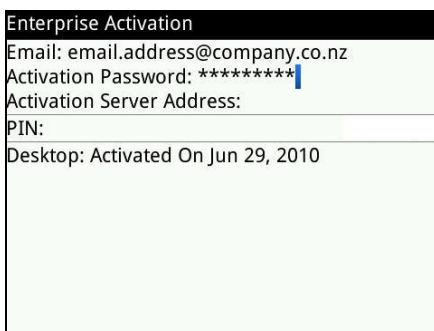 Enterprise Activation
Email: email.address@company.co.nz
Activation Password: *********
Activation Server Address:
PIN:
Desktop: Activated On Jun 29, 2010